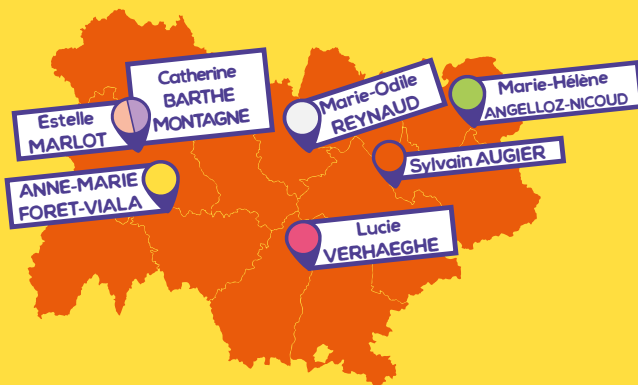 Catherine
BARTHE
MONTAGNE
Estelle
MARLOT
Marie-Odile
REYNAUD
Marie-Hélène
ANGELLOZ-NICOUD
ANNE-MARIE
FORET-VIALA
Sylvain AUGIER
Lucie
VERHAEGHE